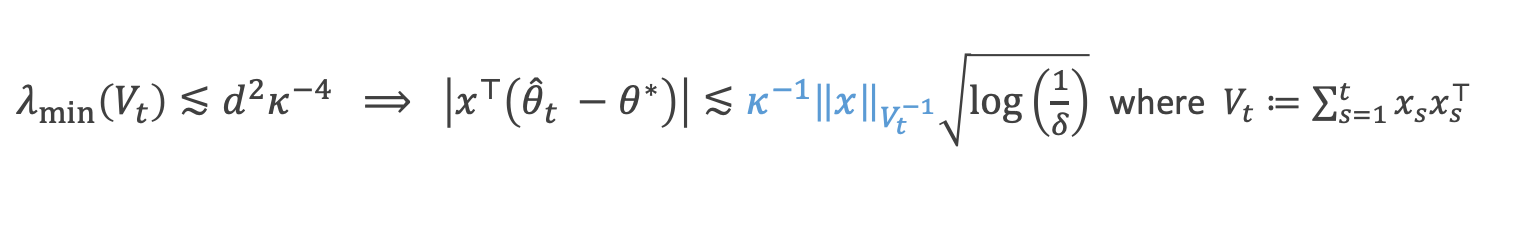 λ_min(V_t) ≲ d²κ⁻⁴ ⟹ |x^⊤(θ̂_t − θ*)| ≲ κ⁻¹‖x‖_{V_t⁻¹} √log(1/δ) where V_t ≔ ∑_{s=1}^t x_s x_s^⊤